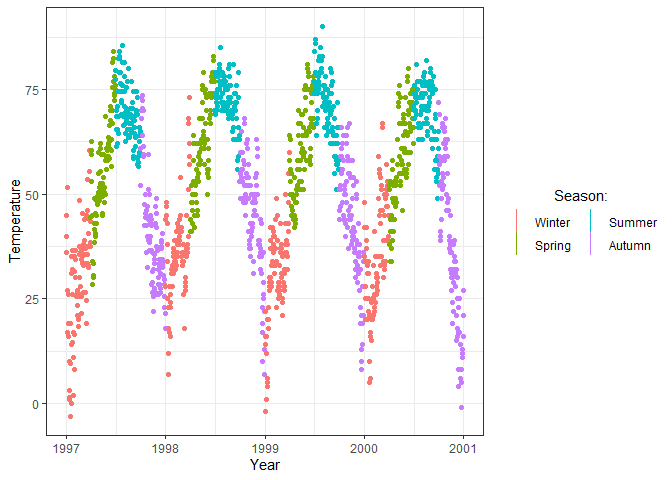 75
50
25
0
Temperature
1997 1998 1999 2000 2001
Year
Season:
Winter Summer
Spring Autumn